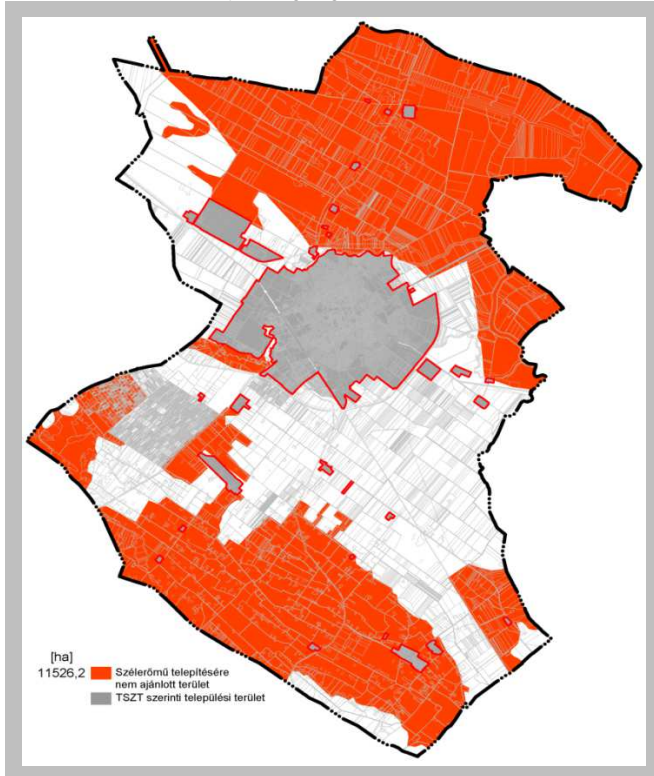 [ha]
11526,2 Szélerőmű telepítésére
nem ajánlott terület
TSZT szerinti települési terület